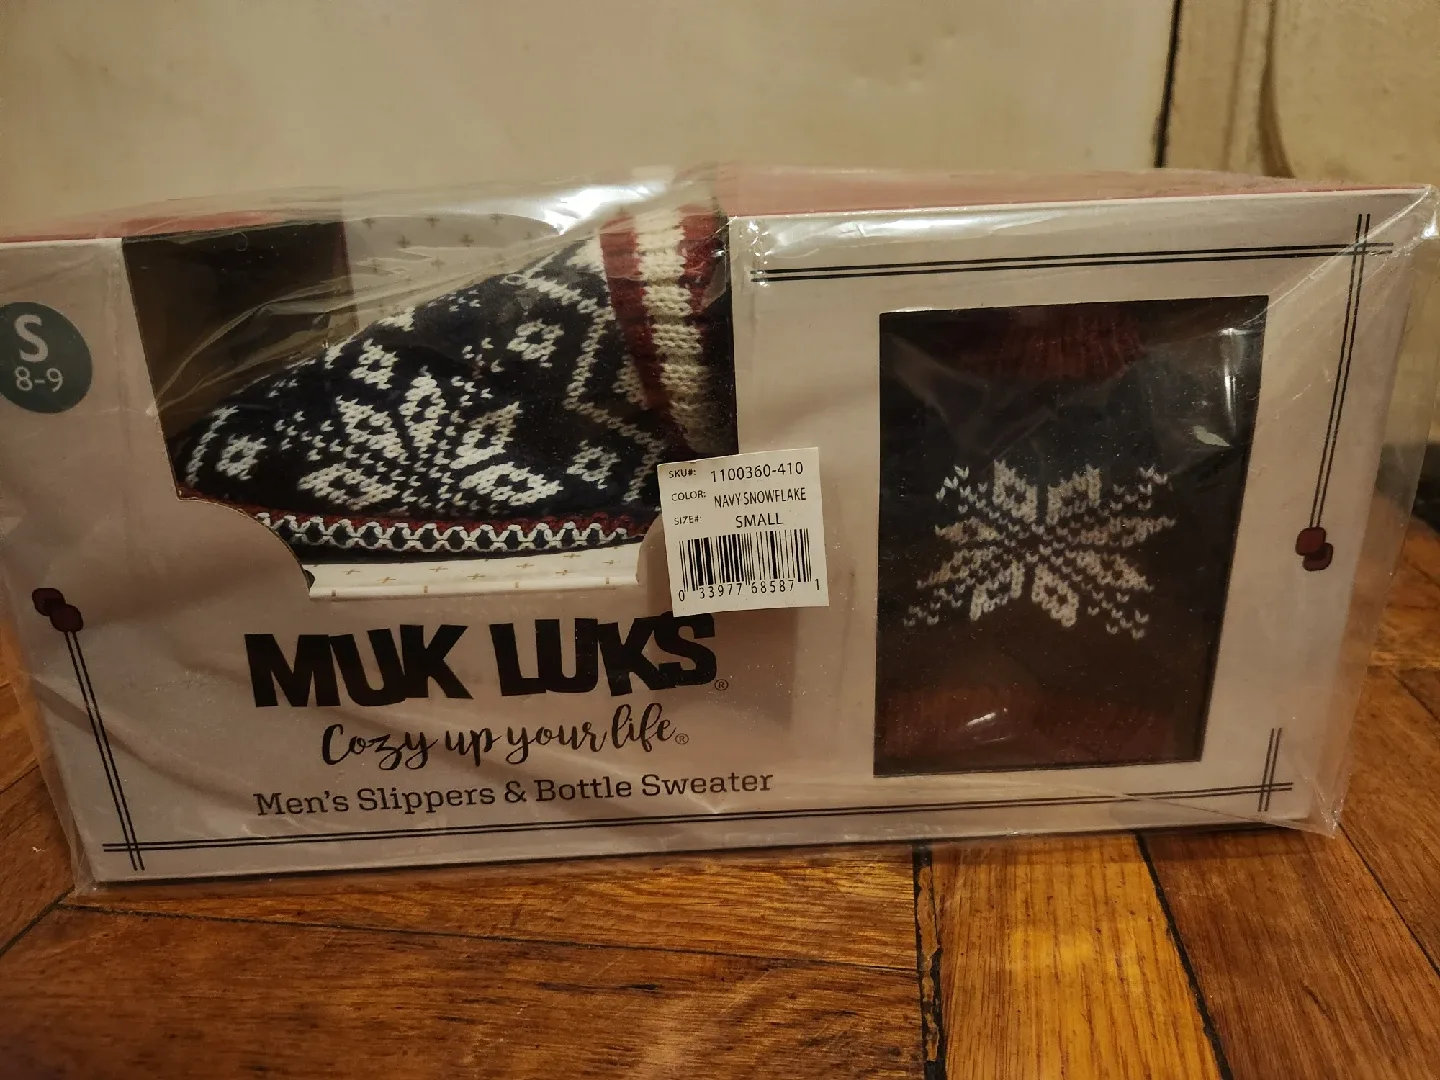 S
8-9
SKU#: 1100360-410
COLOR: NAVY SNOWFLAKE
SIZE#: SMALL
0 33977 68587 1
MUK LUKS®
Cozy up your life®
Men's Slippers & Bottle Sweater